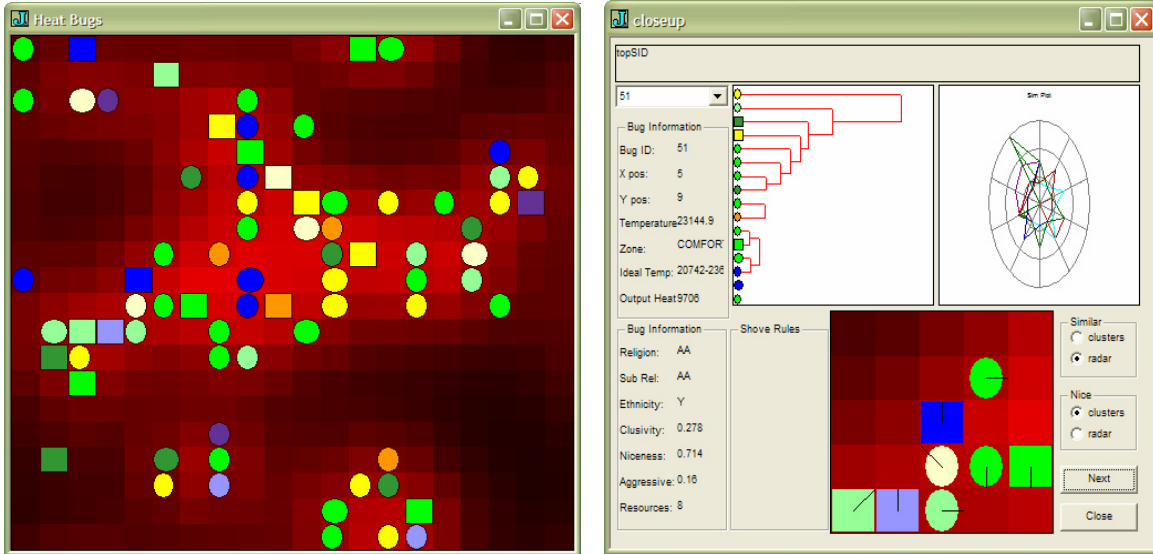 Heat Bugs
closeup
topSID
51
Bug Information
Bug ID: 51
X pos: 5
Y pos: 9
Temperature 23144.9
Zone: COMFOR
Ideal Temp: 20742-236
Output Heat 9706
Sim Plot
Bug Information
Religion: AA
Sub Rel: AA
Ethnicity: Y
Clusivity: 0.278
Niceness: 0.714
Aggressive: 0.16
Resources: 8
Shove Rules
Similar
clusters
radar
Nice
clusters
radar
Next
Close